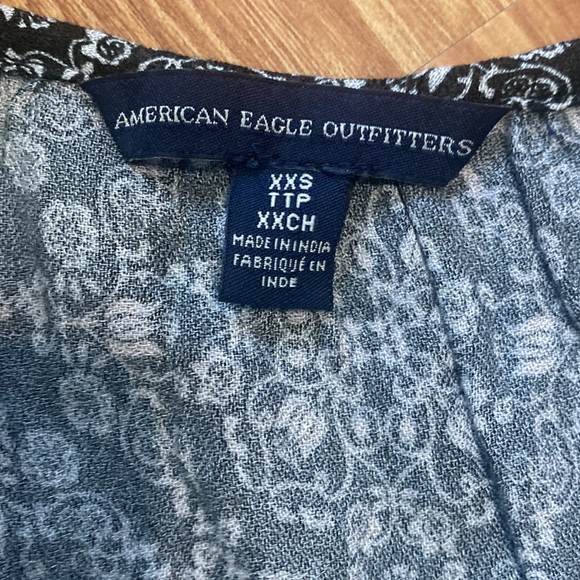 AMERICAN EAGLE OUTFITTERS
XXS
TTP
XXCH
MADE IN INDIA
FABRIQUÉ EN
INDE